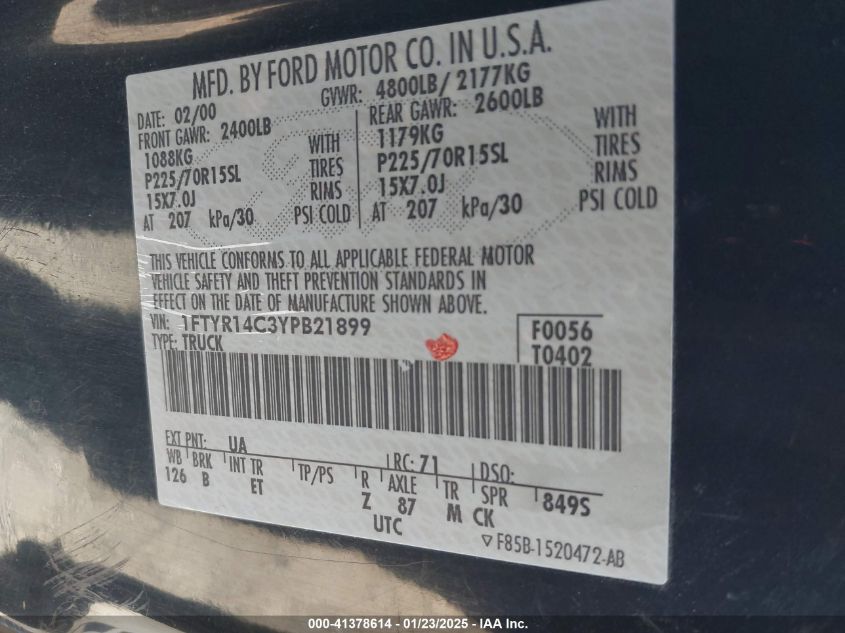 MFD. BY FORD MOTOR CO. IN U.S.A.
DATE: 02/00 GVWR: 4800LB/ 2177KG
FRONT GAWR: 2400LB REAR GAWR: 2600LB
1088KG WITH 1179KG WITH
P225/70R15SL TIRES P225/70R15SL TIRES
15X7.0J RIMS 15X7.0J RIMS
AT 207 kPa/30 PSI COLD AT 207 kPa/30 PSI COLD
THIS VEHICLE CONFORMS TO ALL APPLICABLE FEDERAL MOTOR
VEHICLE SAFETY AND THEFT PREVENTION STANDARDS IN
EFFECT ON THE DATE OF MANUFACTURE SHOWN ABOVE.
VIN: 1FTYR14C3YPB21899 F0056
TYPE: TRUCK T0402
EXT PNT: UA RC: 71 DSO:
WB BRK INT TR TP/PS R AXLE TR SPR 849S
126 B ET Z 87 M CK
UTC
F85B-1520472-AB
000-41378614 - 01/23/2025 - IAA Inc.